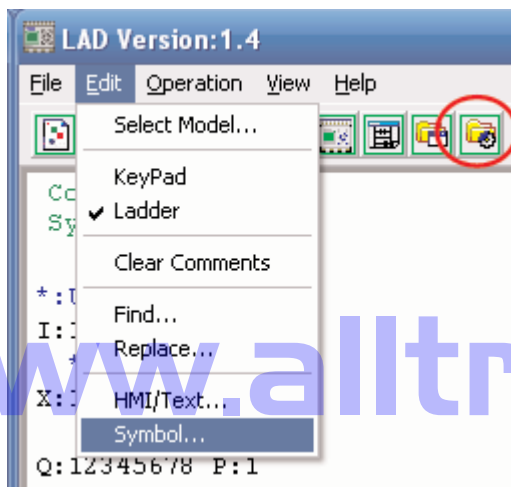 LAD Version:1.4
File Edit Operation View Help
Select Model...
KeyPad
✔ Ladder
Clear Comments
Find...
Replace...
HMI/Text...
Symbol...
*:
I:
*
X:
Q:12345678 P:1
www.alltr